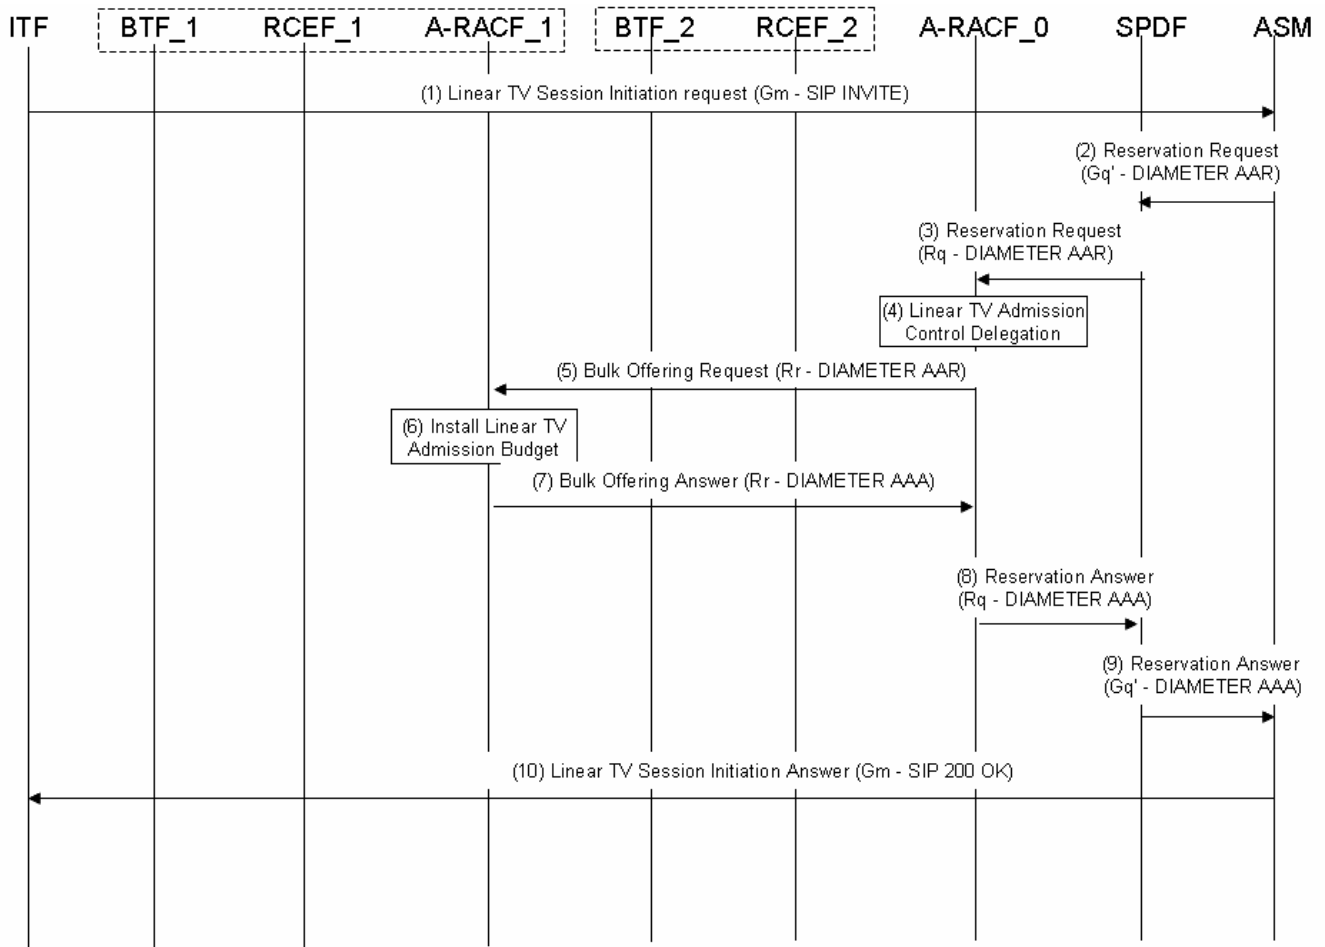 ITF BTF_1 RCEF_1 A-RACF_1 BTF_2 RCEF_2 A-RACF_0 SPDF ASM
(1) Linear TV Session Initiation request (Gm - SIP INVITE)
(2) Reservation Request
(Gq' - DIAMETER AAR)
(3) Reservation Request
(Rq - DIAMETER AAR)
(4) Linear TV Admission
Control Delegation
(5) Bulk Offering Request (Rr - DIAMETER AAR)
(6) Install Linear TV
Admission Budget
(7) Bulk Offering Answer (Rr - DIAMETER AAA)
(8) Reservation Answer
(Rq - DIAMETER AAA)
(9) Reservation Answer
(Gq' - DIAMETER AAA)
(10) Linear TV Session Initiation Answer (Gm - SIP 200 OK)